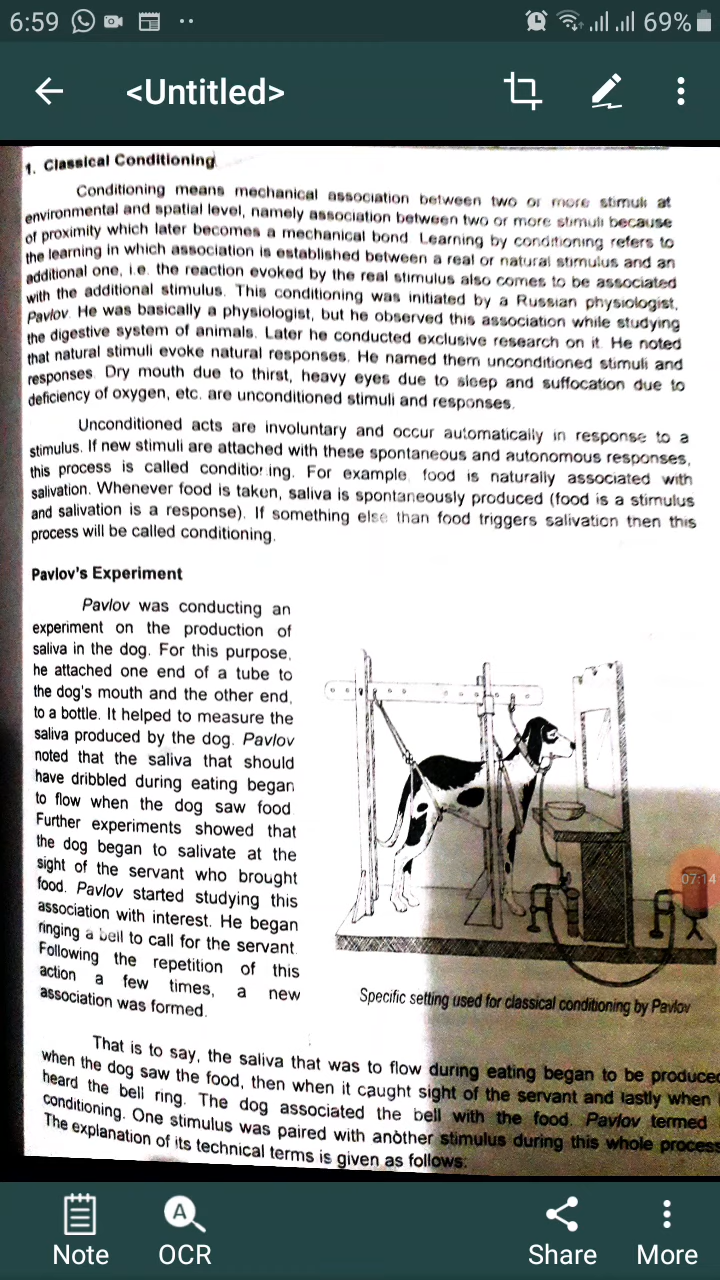 6:59
69%
<Untitled>
1. Classical Conditioning
Conditioning means mechanical association between two or more stimuli at
environmental and spatial level, namely association between two or more stimuli because
of proximity which later becomes a mechanical bond Learning by conditioning refers to
the learning in which association is established between a real or natural stimulus and an
additional one, i.e. the reaction evoked by the real stimulus also comes to be associated
with the additional stimulus. This conditioning was initiated by a Russian physiologist,
Pavlov. He was basically a physiologist, but he observed this association while studying
the digestive system of animals. Later he conducted exclusive research on it. He noted
that natural stimuli evoke natural responses. He named them unconditioned stimuli and
responses. Dry mouth due to thirst, heavy eyes due to sleep and suffocation due to
deficiency of oxygen, etc. are unconditioned stimuli and responses.
Unconditioned acts are involuntary and occur automatically in response to a
stimulus. If new stimuli are attached with these spontaneous and autonomous responses,
this process is called conditioning. For example, food is naturally associated with
salivation. Whenever food is taken, saliva is spontaneously produced (food is a stimulus
and salivation is a response). If something else than food triggers salivation then this
process will be called conditioning.
Pavlov's Experiment
Pavlov was conducting an
experiment on the production of
saliva in the dog. For this purpose,
he attached one end of a tube to
the dog's mouth and the other end,
to a bottle. It helped to measure the
saliva produced by the dog. Pavlov
noted that the saliva that should
have dribbled during eating began
to flow when the dog saw food
Further experiments showed that
the dog began to salivate at the
sight of the servant who brought
food. Pavlov started studying this
association with interest. He began
ringing a bell to call for the servant.
Following the repetition of this
action a few times, a new
association was formed.
07:14
Specific setting used for classical conditioning by Pavlov
That is to say, the saliva that was to flow during eating began to be produced
when the dog saw the food, then when it caught sight of the servant and lastly when
heard the bell ring. The dog associated the bell with the food. Pavlov termed
conditioning. One stimulus was paired with another stimulus during this whole process
The explanation of its technical terms is given as follows:
Note
OCR
Share
More